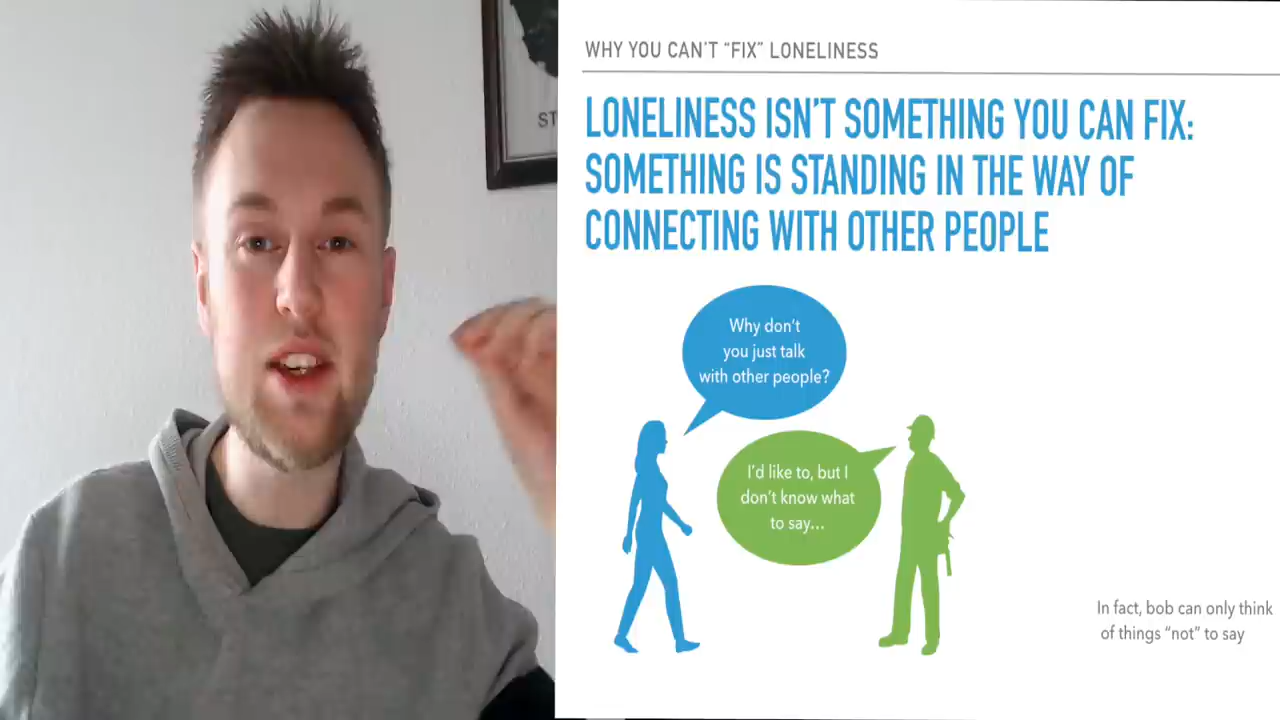 ST
WHY YOU CAN'T “FIX” LONELINESS
LONELINESS ISN'T SOMETHING YOU CAN FIX:
SOMETHING IS STANDING IN THE WAY OF
CONNECTING WITH OTHER PEOPLE
Why don't
you just talk
with other people?
I'd like to, but I
don't know what
to say...
In fact, bob can only think
of things “not” to say